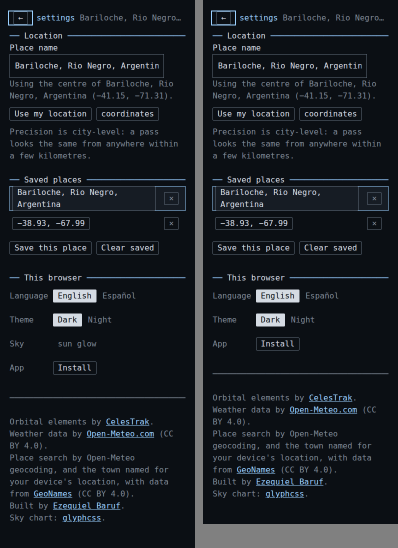 ← settings Bariloche, Río Negro…
Location
Place name
Bariloche, Río Negro, Argentin
Using the centre of Bariloche, Río
Negro, Argentina (−41.15, −71.31).
Use my location
coordinates
Precision is city-level: a pass
looks the same from anywhere within
a few kilometres.
Saved places
Bariloche, Río Negro,
Argentina
×
−38.93, −67.99
×
Save this place
Clear saved
This browser
Language English Español
Theme Dark Night
Sky sun glow
App Install
Orbital elements by CelesTrak.
Weather data by Open-Meteo.com (CC
BY 4.0).
Place search by Open-Meteo
geocoding, and the town named for
your device's location, with data
from GeoNames (CC BY 4.0).
Built by Ezequiel Baruf.
Sky chart: glyphcss.
← settings Bariloche, Río Negro…
Location
Place name
Bariloche, Río Negro, Argentin
Using the centre of Bariloche, Río
Negro, Argentina (−41.15, −71.31).
Use my location
coordinates
Precision is city-level: a pass
looks the same from anywhere within
a few kilometres.
Saved places
Bariloche, Río Negro,
Argentina
×
−38.93, −67.99
×
Save this place
Clear saved
This browser
Language English Español
Theme Dark Night
App Install
Orbital elements by CelesTrak.
Weather data by Open-Meteo.com (CC
BY 4.0).
Place search by Open-Meteo
geocoding, and the town named for
your device's location, with data
from GeoNames (CC BY 4.0).
Built by Ezequiel Baruf.
Sky chart: glyphcss.